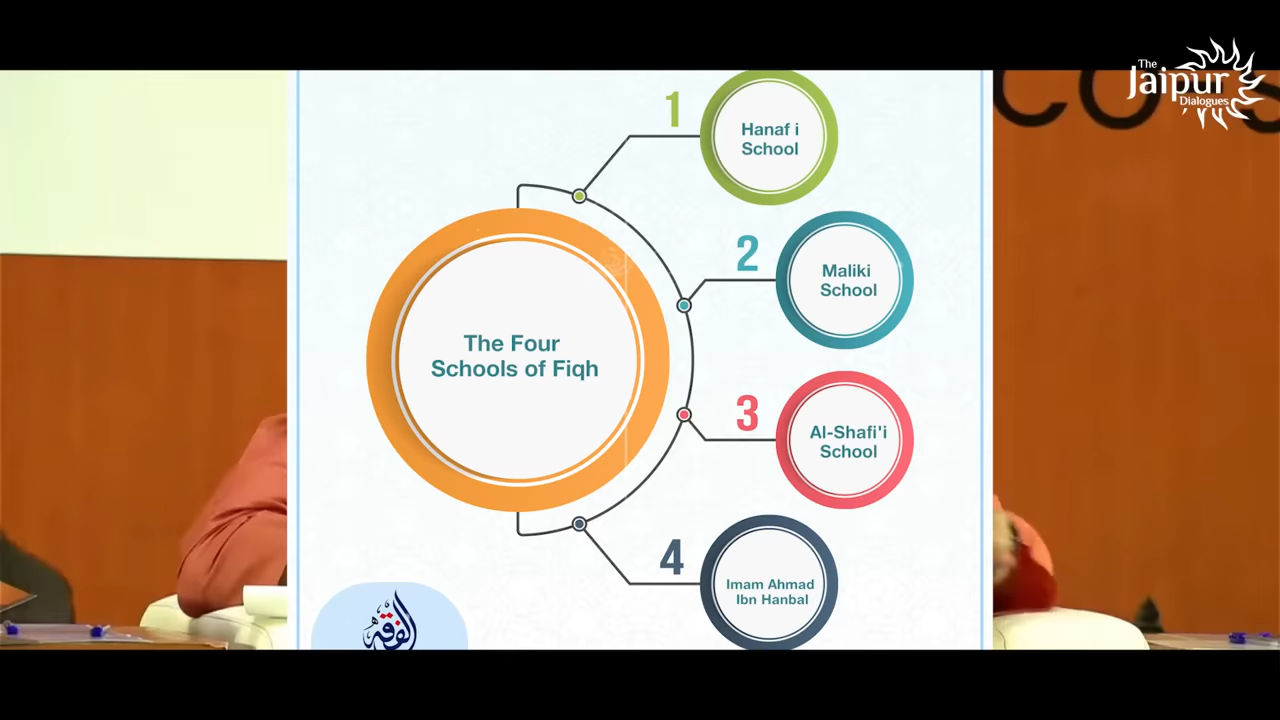 The
Jaipur
Dialogues
1
Hanaf i
School
2
Maliki
School
The Four
Schools of Fiqh
3
Al-Shafi'i
School
4
Imam Ahmad
Ibn Hanbal
الفقه